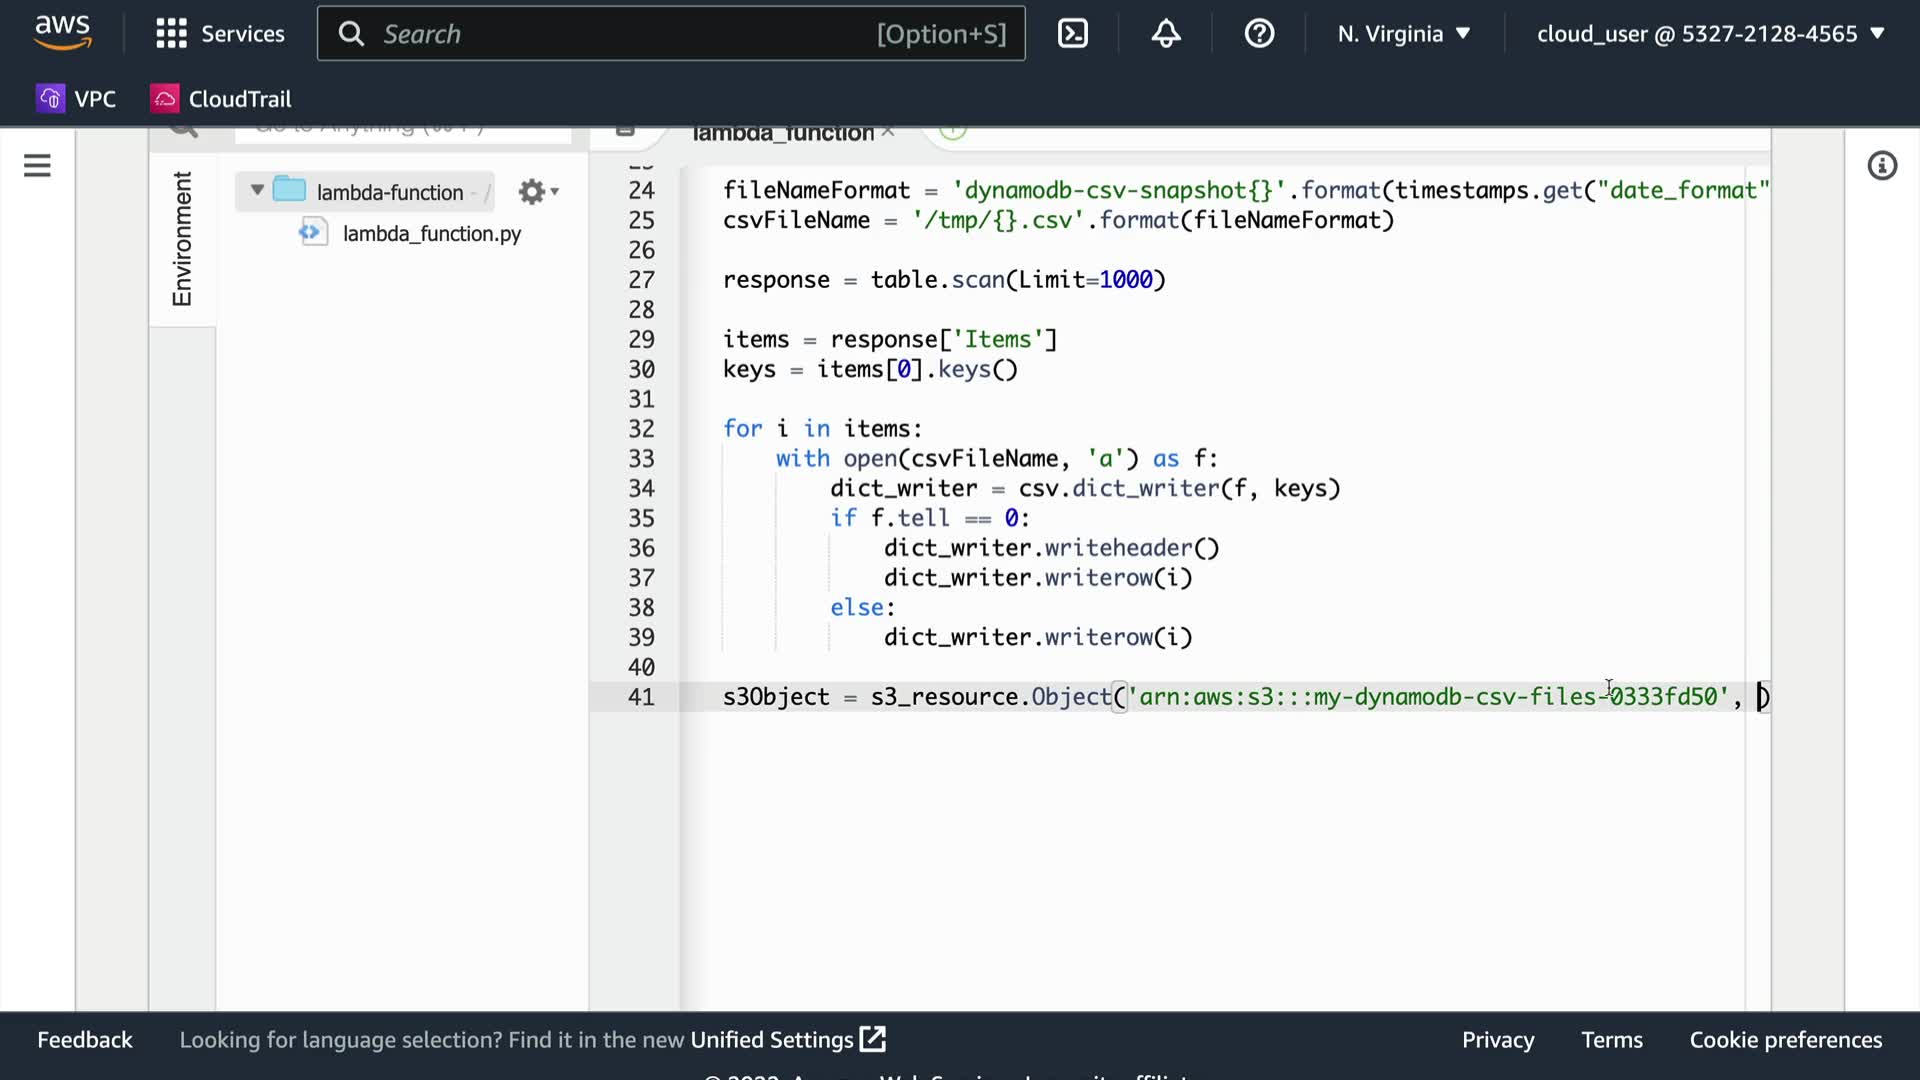 aws
Services
Search
[Option+S]
N. Virginia
cloud_user @ 5327-2128-4565
VPC
CloudTrail
lambda_function
Environment
lambda-function - /
lambda_function.py
24 fileNameFormat = 'dynamodb-csv-snapshot{}'.format(timestamps.get("date_format"
25 csvFileName = '/tmp/{}.csv'.format(fileNameFormat)
26
27 response = table.scan(Limit=1000)
28
29 items = response['Items']
30 keys = items[0].keys()
31
32 for i in items:
33 with open(csvFileName, 'a') as f:
34 dict_writer = csv.dict_writer(f, keys)
35 if f.tell == 0:
36 dict_writer.writeheader()
37 dict_writer.writerow(i)
38 else:
39 dict_writer.writerow(i)
40
41 s3Object = s3_resource.Object('arn:aws:s3:::my-dynamodb-csv-files-0333fd50', )
Feedback
Looking for language selection? Find it in the new Unified Settings
Privacy
Terms
Cookie preferences